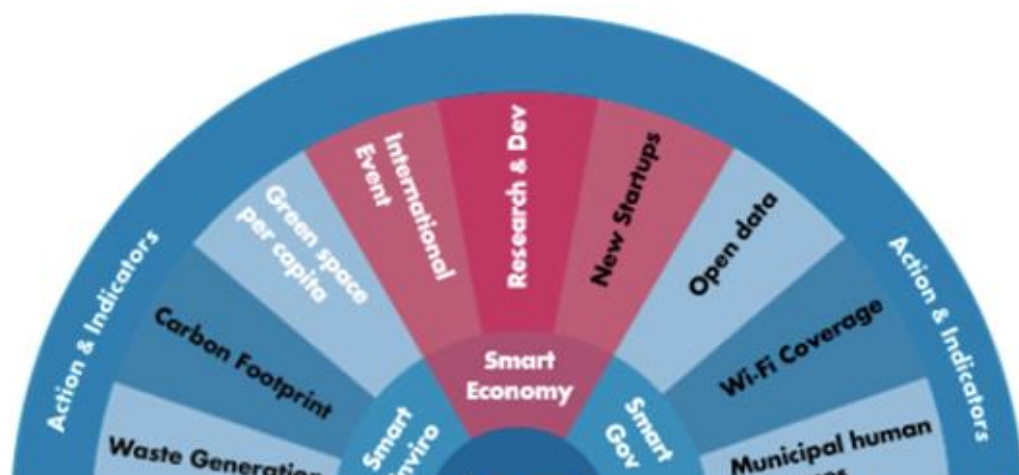 Action & Indicators
Waste Generation
Carbon Footprint
Green space
per capita
International
Event
Research & Dev
New Startups
Open data
Wi-Fi Coverage
Municipal human
Action & Indicators
Smart
Smart
Economy
Smart
Gov